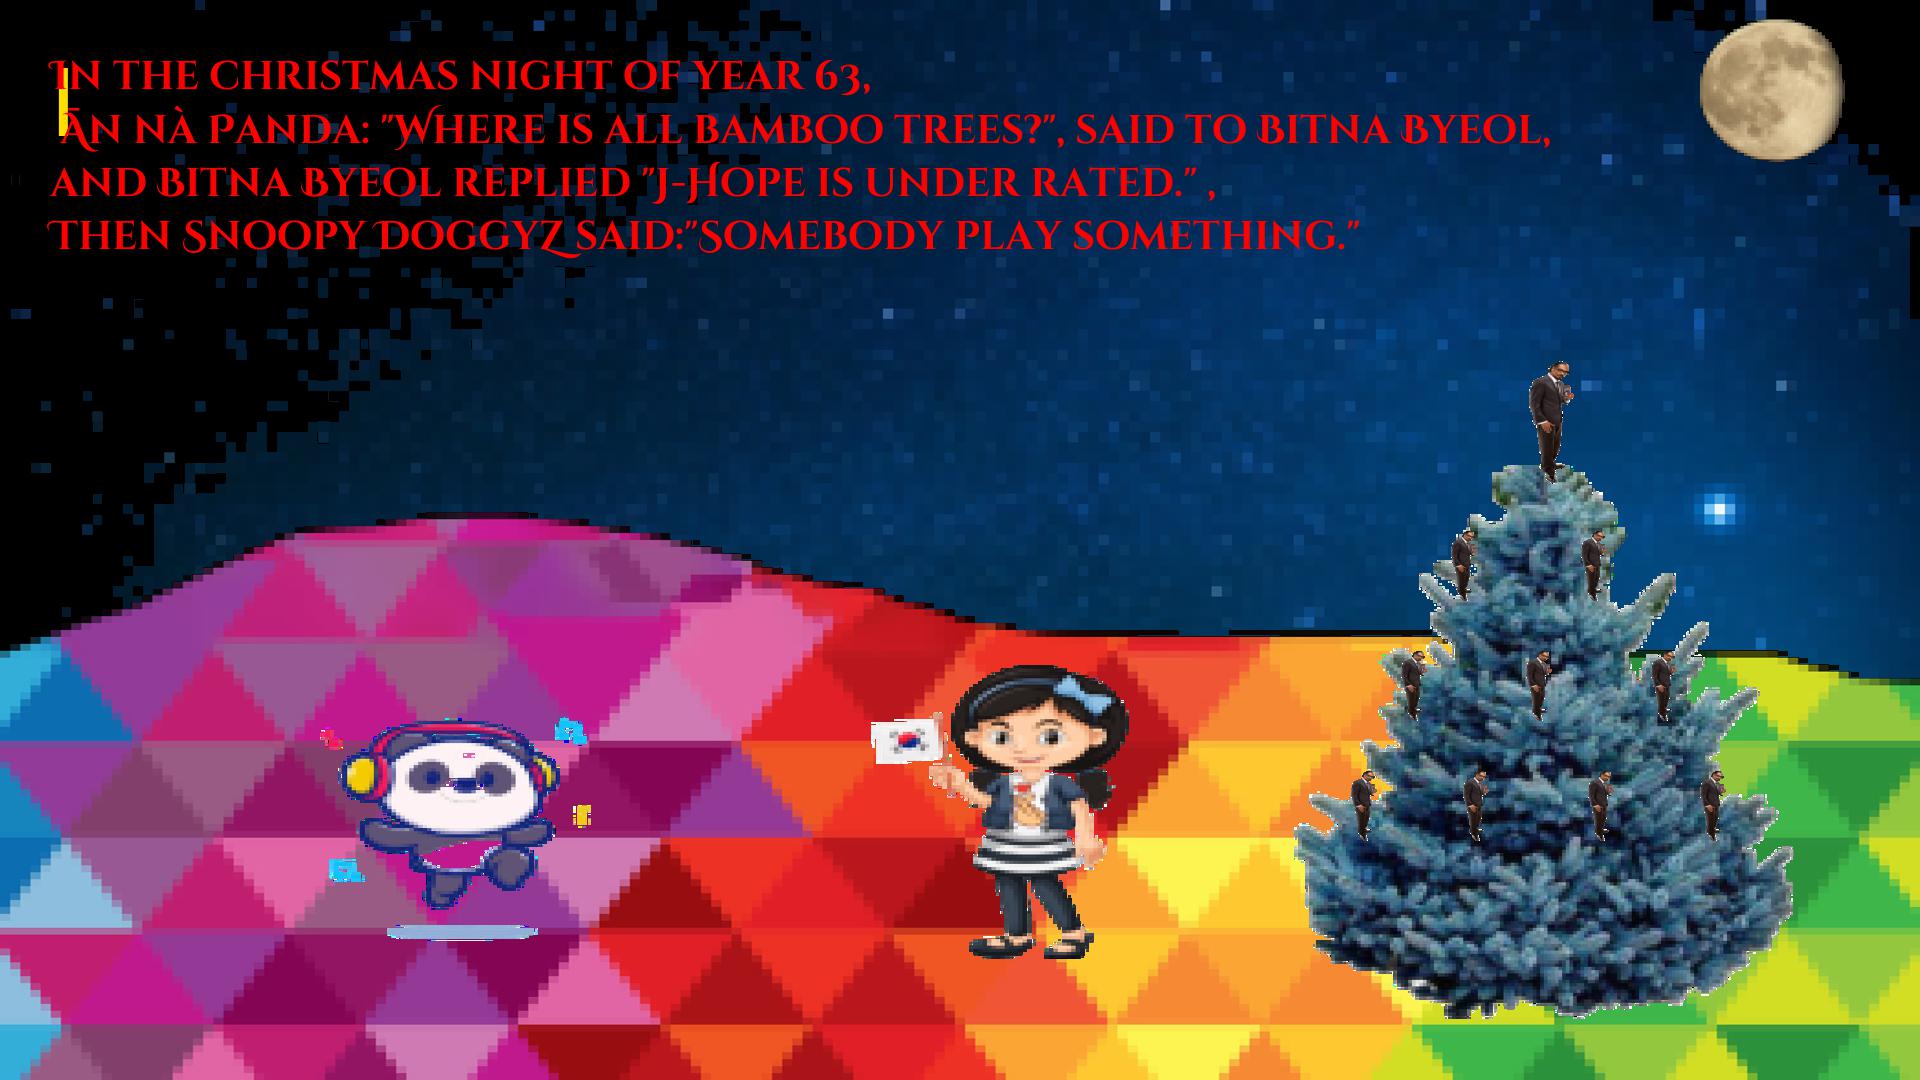 In the Christmas night of year 63,
Ān nà Panda: "Where is all bamboo trees?", said to Bitna Byeol,
and Bitna Byeol replied "J-Hope is under rated." ,
Then Snoopy DoggyZ said:"Somebody play something."